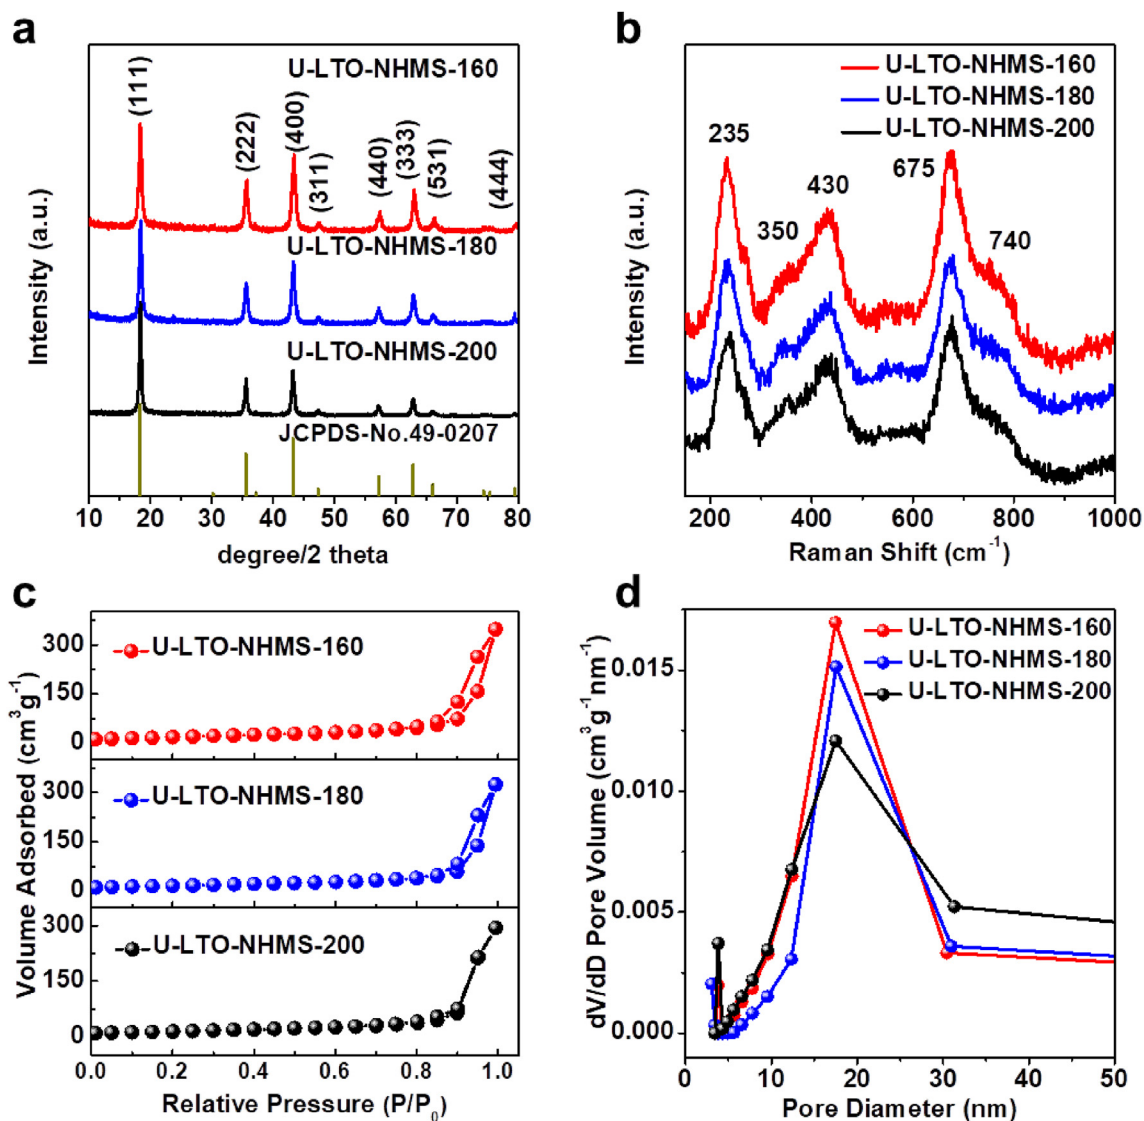 a
U-LTO-NHMS-160
(111)
(222)
(400)
(311)
(440)
(333)
(531)
(444)
U-LTO-NHMS-180
U-LTO-NHMS-200
JCPDS-No.49-0207
Intensity (a.u.)
10 20 30 40 50 60 70 80
degree/2 theta
b
U-LTO-NHMS-160
U-LTO-NHMS-180
U-LTO-NHMS-200
235
350
430
675
740
Intensity (a.u.)
200 400 600 800 1000
Raman Shift (cm⁻¹)
c
U-LTO-NHMS-160
300
150
0
U-LTO-NHMS-180
300
150
0
U-LTO-NHMS-200
300
150
0
Volume Adsorbed (cm³g⁻¹)
0.0 0.2 0.4 0.6 0.8 1.0
Relative Pressure (P/P₀)
d
U-LTO-NHMS-160
U-LTO-NHMS-180
U-LTO-NHMS-200
0.015
0.010
0.005
0.000
dV/dD Pore Volume (cm³g⁻¹nm⁻¹)
0 10 20 30 40 50
Pore Diameter (nm)